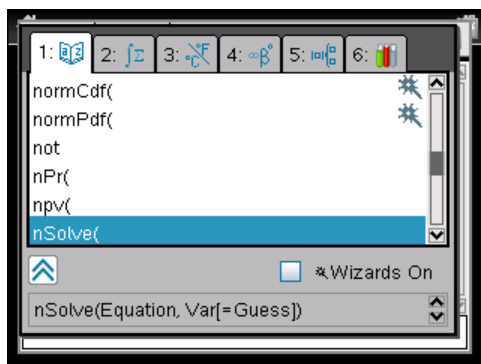 1: 2: ∫Σ 3: °C°F 4: ∞β° 5: 6:
normCdf(
normPdf(
not
nPr(
npv(
nSolve(
Wizards On
nSolve(Equation, Var[=Guess])